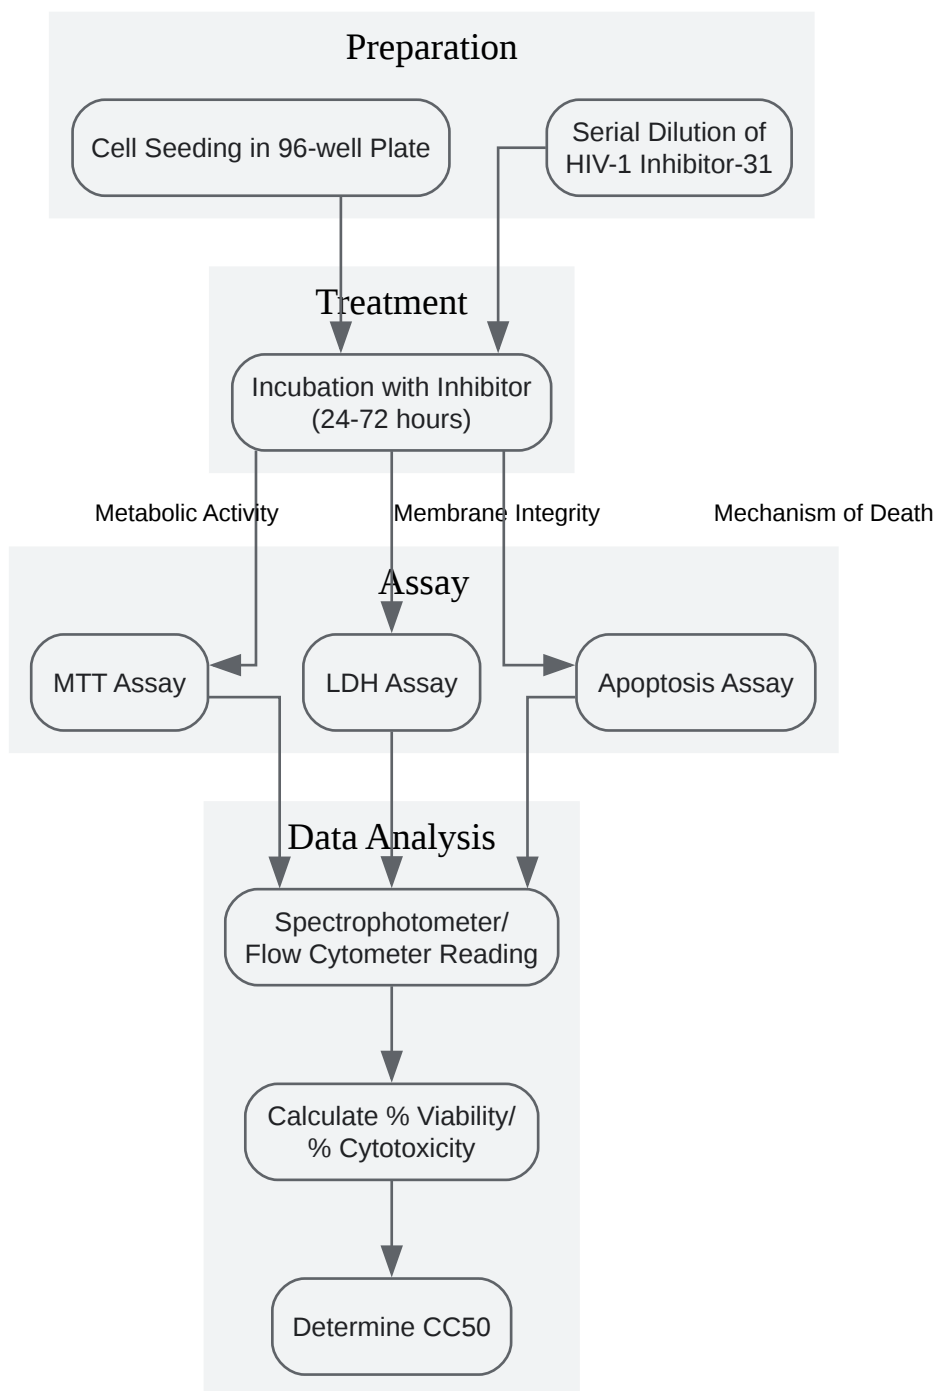 Preparation
Cell Seeding in 96-well Plate
Serial Dilution of
HIV-1 Inhibitor-31
Treatment
Incubation with Inhibitor
(24-72 hours)
Metabolic Activity
Membrane Integrity
Mechanism of Death
Assay
MTT Assay
LDH Assay
Apoptosis Assay
Data Analysis
Spectrophotometer/
Flow Cytometer Reading
Calculate % Viability/
% Cytotoxicity
Determine CC50